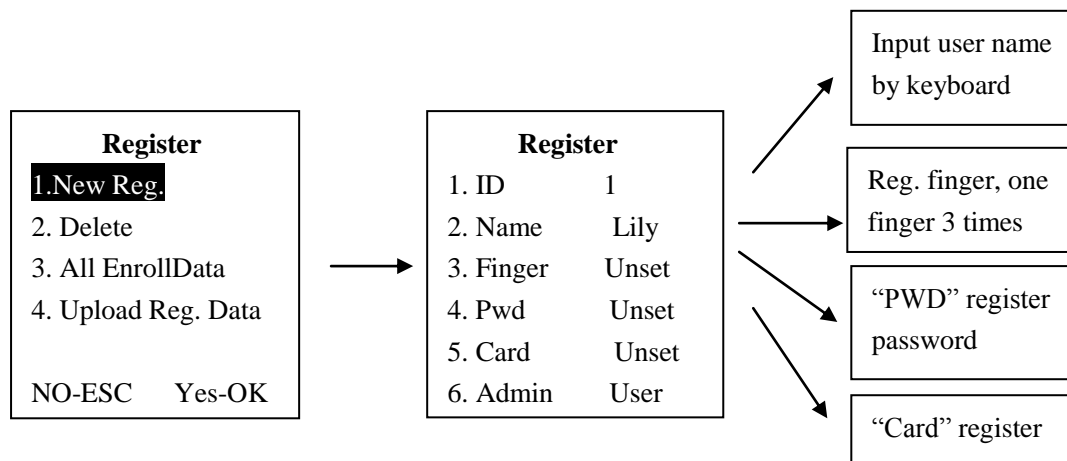 Register
1.New Reg.
2. Delete
3. All EnrollData
4. Upload Reg. Data
NO-ESC Yes-OK
Register
1. ID 1
2. Name Lily
3. Finger Unset
4. Pwd Unset
5. Card Unset
6. Admin User
Input user name
by keyboard
Reg. finger, one
finger 3 times
“PWD” register
password
“Card” register